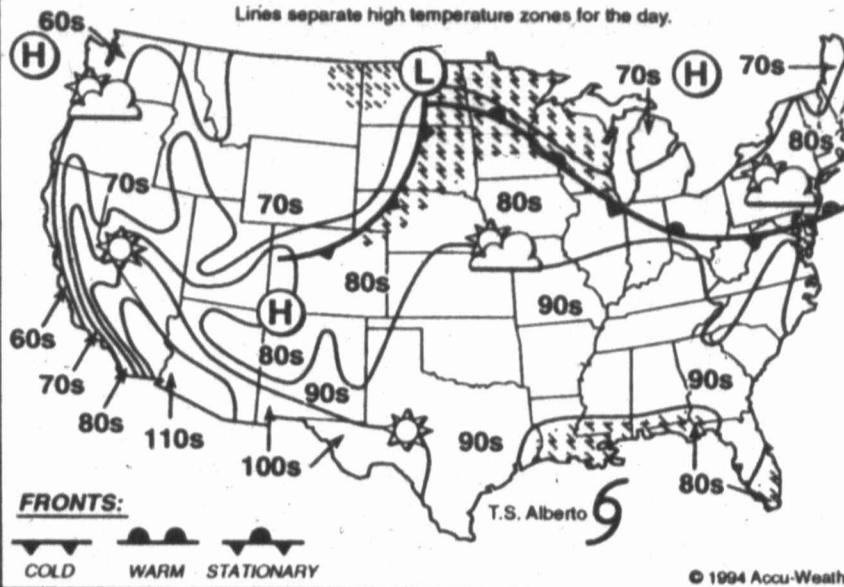 Lines separate high temperature zones for the day.
60s
H
L
70s
H
70s
80s
70s
70s
80s
80s
H
80s
90s
60s
70s
80s
110s
90s
100s
90s
90s
80s
T.S. Alberto
FRONTS:
COLD
WARM
STATIONARY
© 1994 Accu-Weath